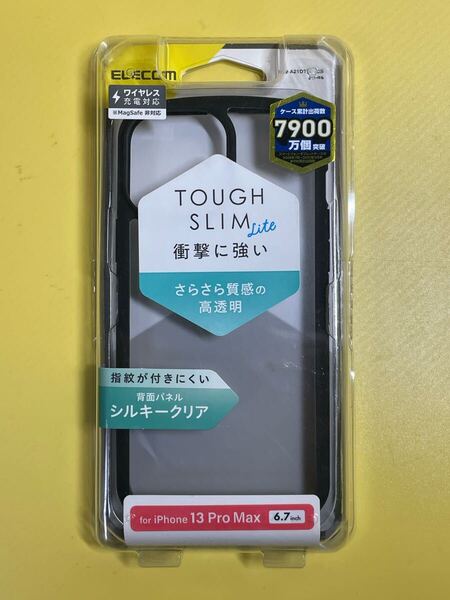 ELECOM
ワイヤレス
充電対応
※MagSafe 非対応
ケース累計出荷数
7900
万個 突破
TOUGH
SLIM
Lite
衝撃に強い
さらさら質感の
高透明
指紋が付きにくい
背面パネル
シルキークリア
for iPhone 13 Pro Max 6.7inch